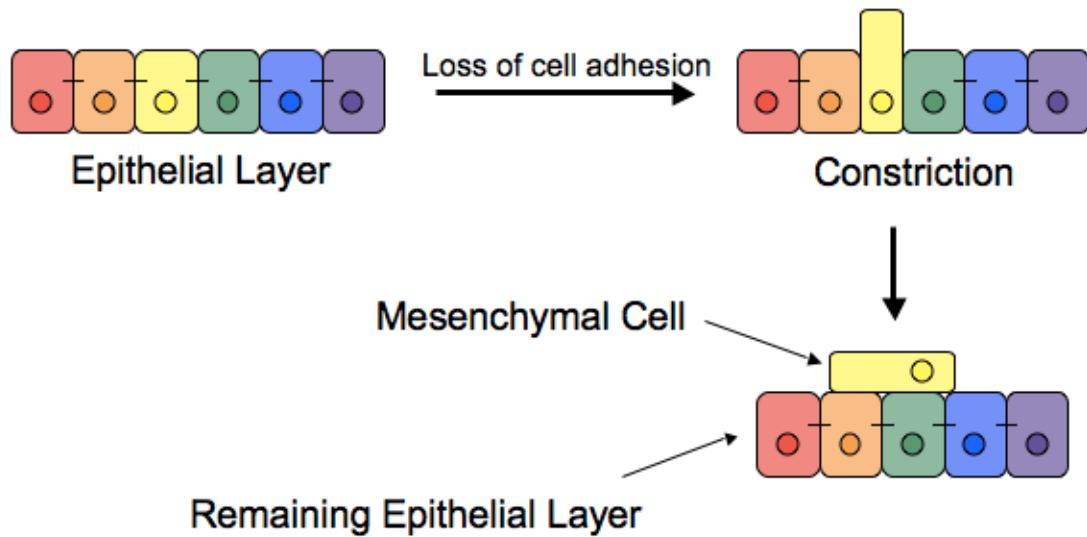 Loss of cell adhesion
Epithelial Layer
Constriction
Mesenchymal Cell
Remaining Epithelial Layer